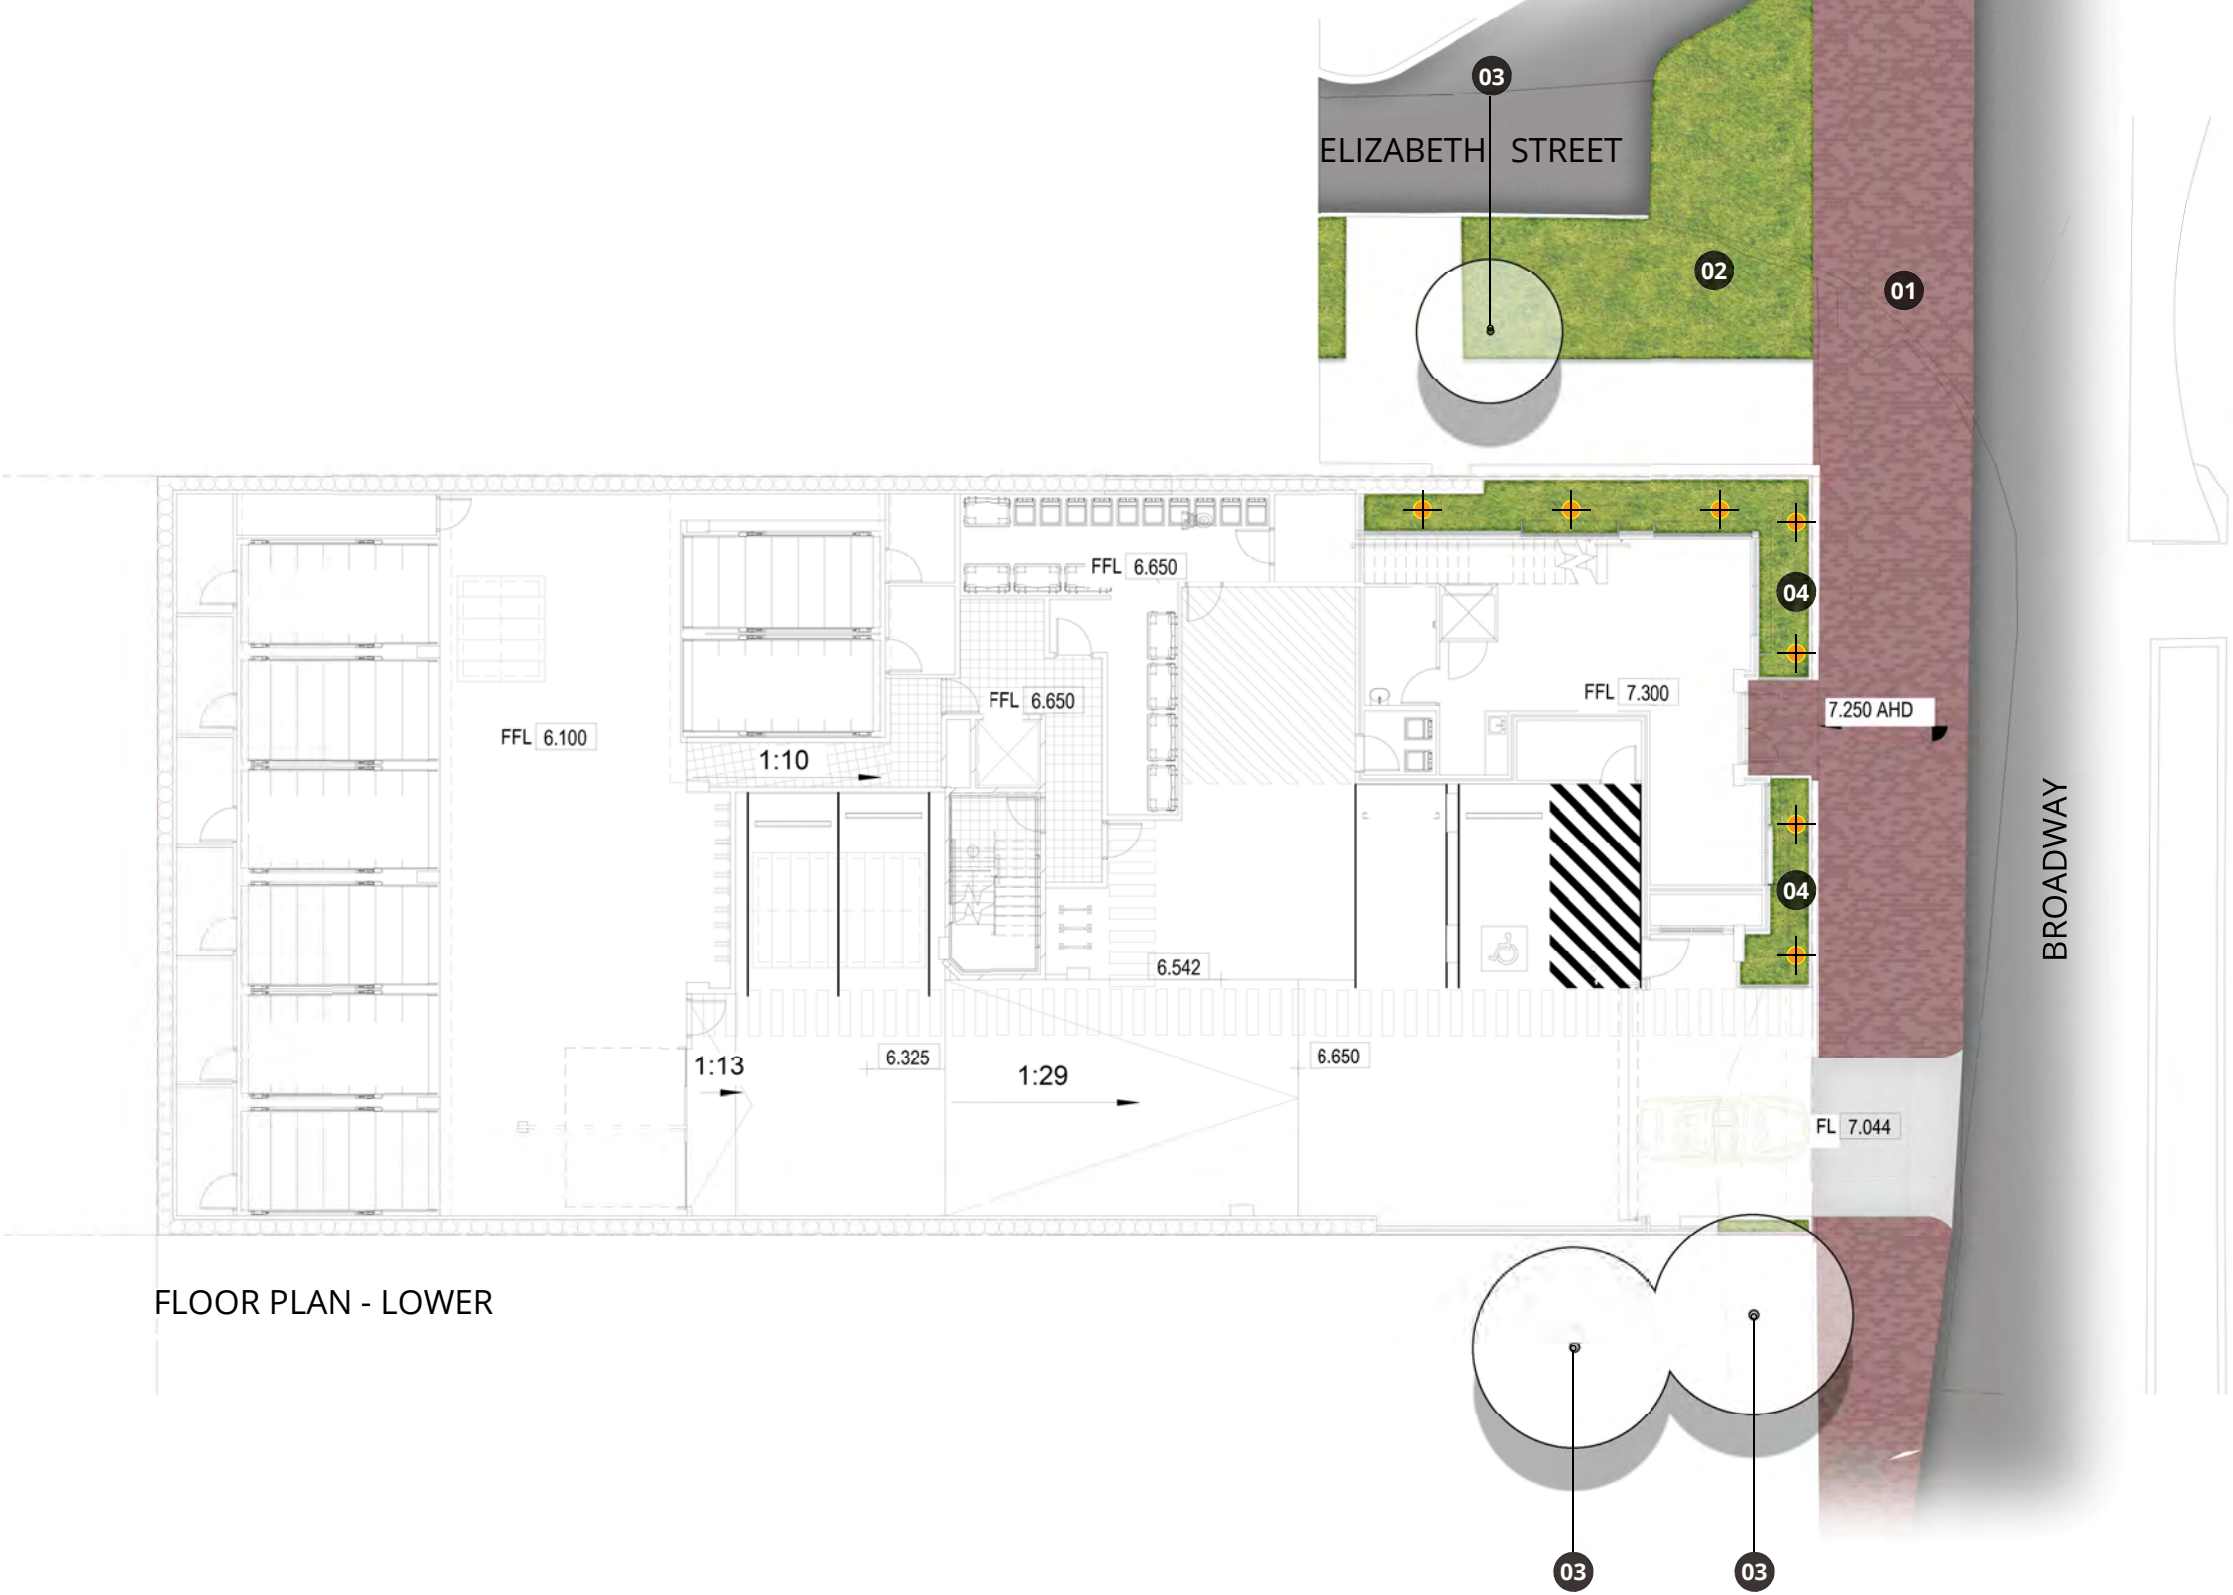 03
ELIZABETH STREET
02
01
FFL 6.650
04
FFL 6.650
FFL 7.300
7.250 AHD
FFL 6.100
1:10
BROADWAY
04
6.542
1:13
6.325
1:29
6.650
FL 7.044
FLOOR PLAN - LOWER
03
03